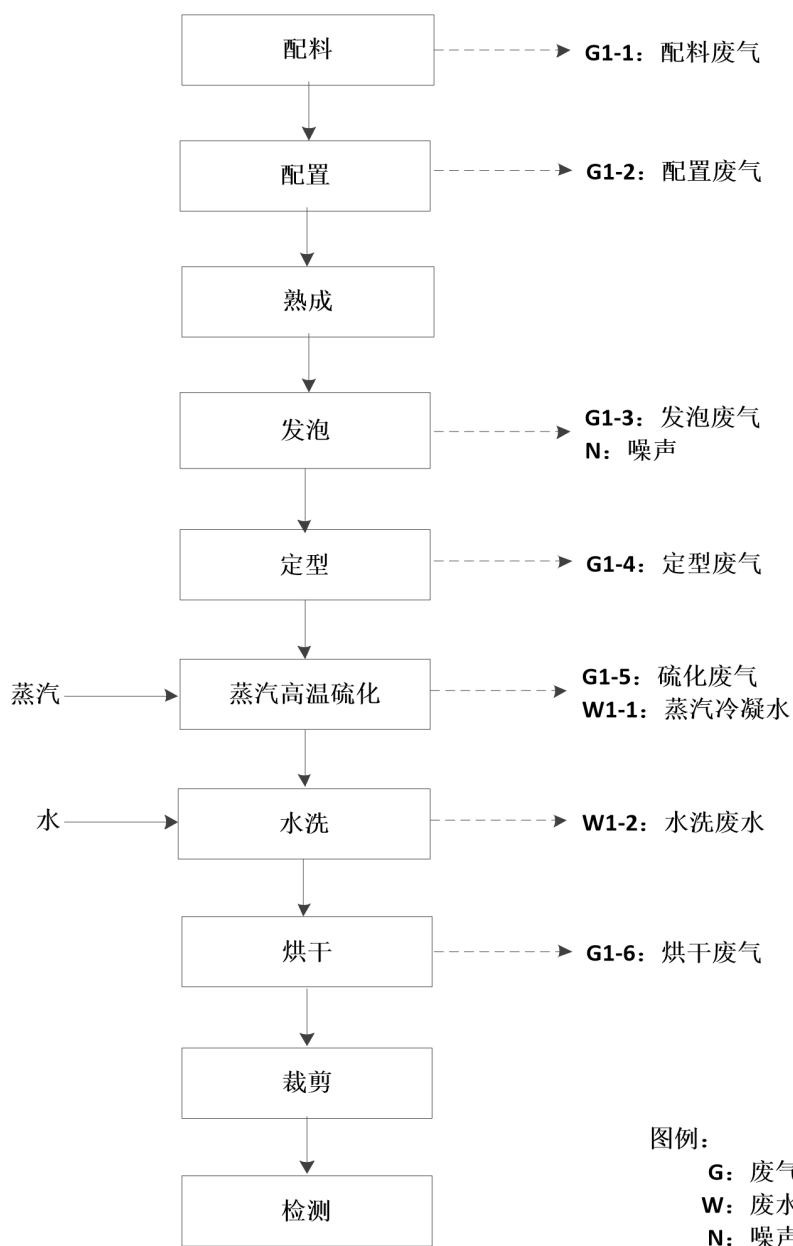 配料
G1-1：配料废气
配置
G1-2：配置废气
熟成
发泡
G1-3：发泡废气
N：噪声
定型
G1-4：定型废气
蒸汽
蒸汽高温硫化
G1-5：硫化废气
W1-1：蒸汽冷凝水
水
水洗
W1-2：水洗废水
烘干
G1-6：烘干废气
裁剪
检测
图例：
G：废气
W：废水
N：噪声